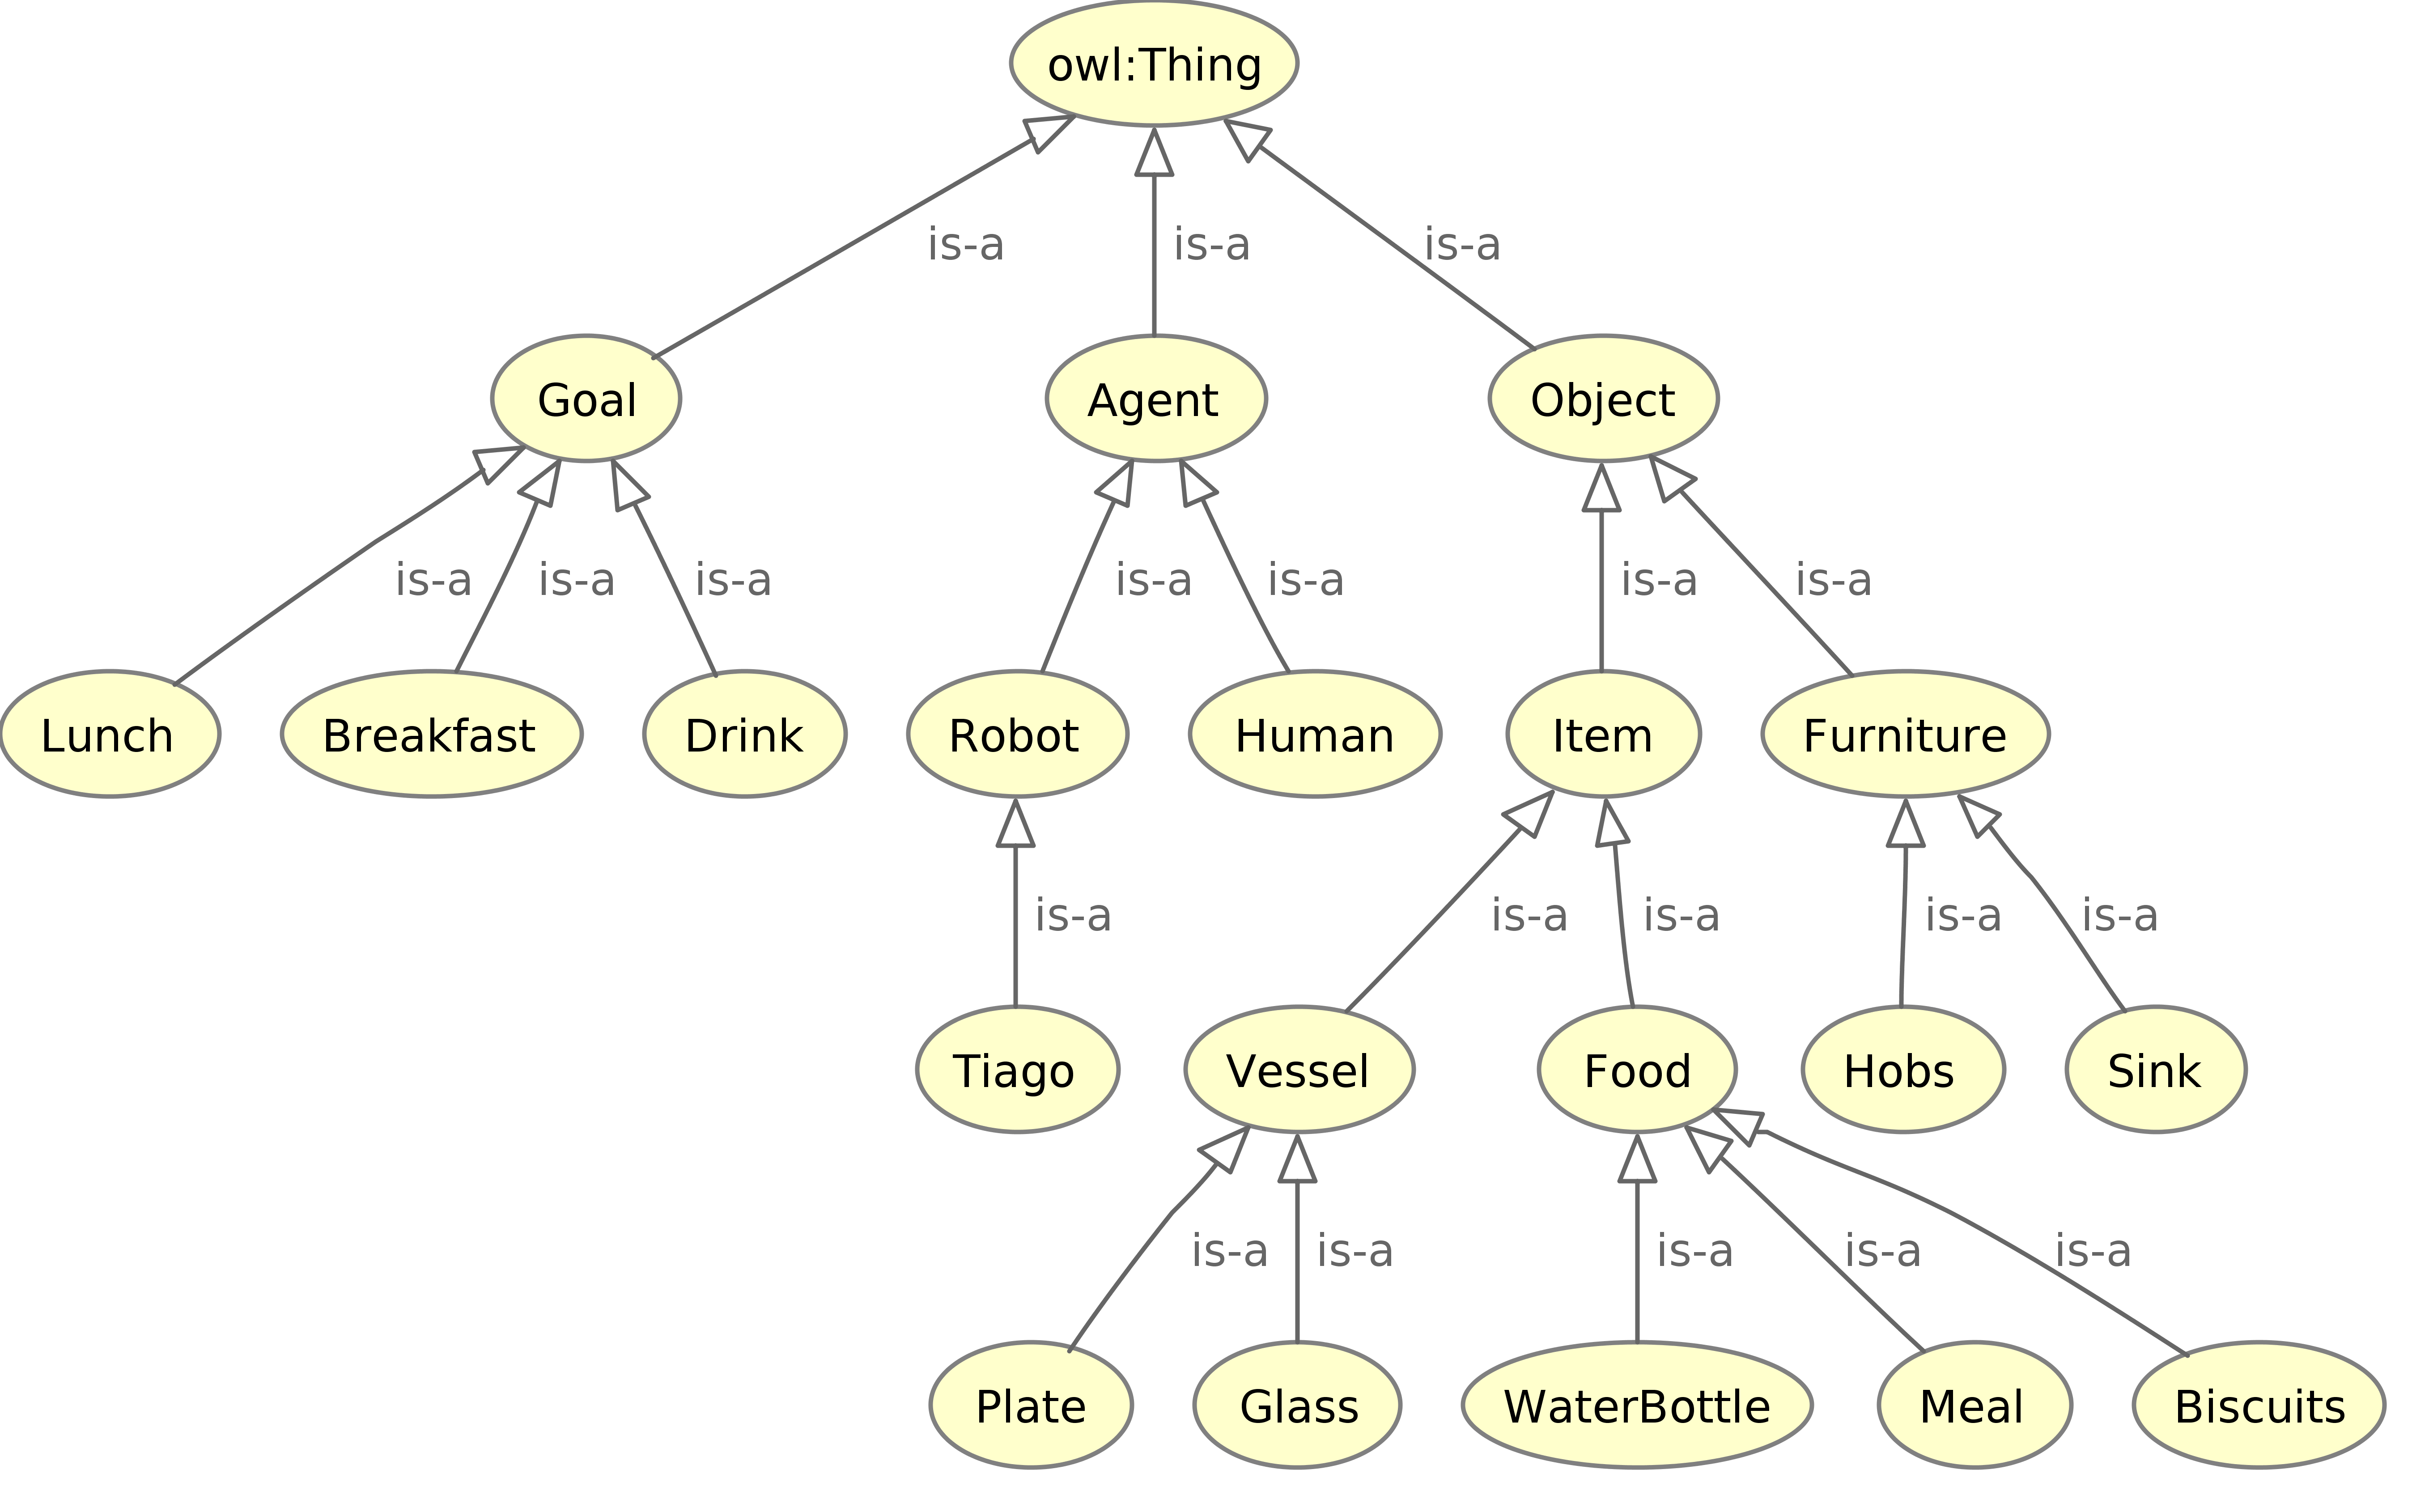 owl:Thing
is-a
is-a
is-a
Goal
Agent
Object
is-a
is-a
is-a
is-a
is-a
is-a
is-a
Lunch
Breakfast
Drink
Robot
Human
Item
Furniture
is-a
is-a
is-a
is-a
is-a
Tiago
Vessel
Food
Hobs
Sink
is-a
is-a
is-a
is-a
is-a
Plate
Glass
WaterBottle
Meal
Biscuits